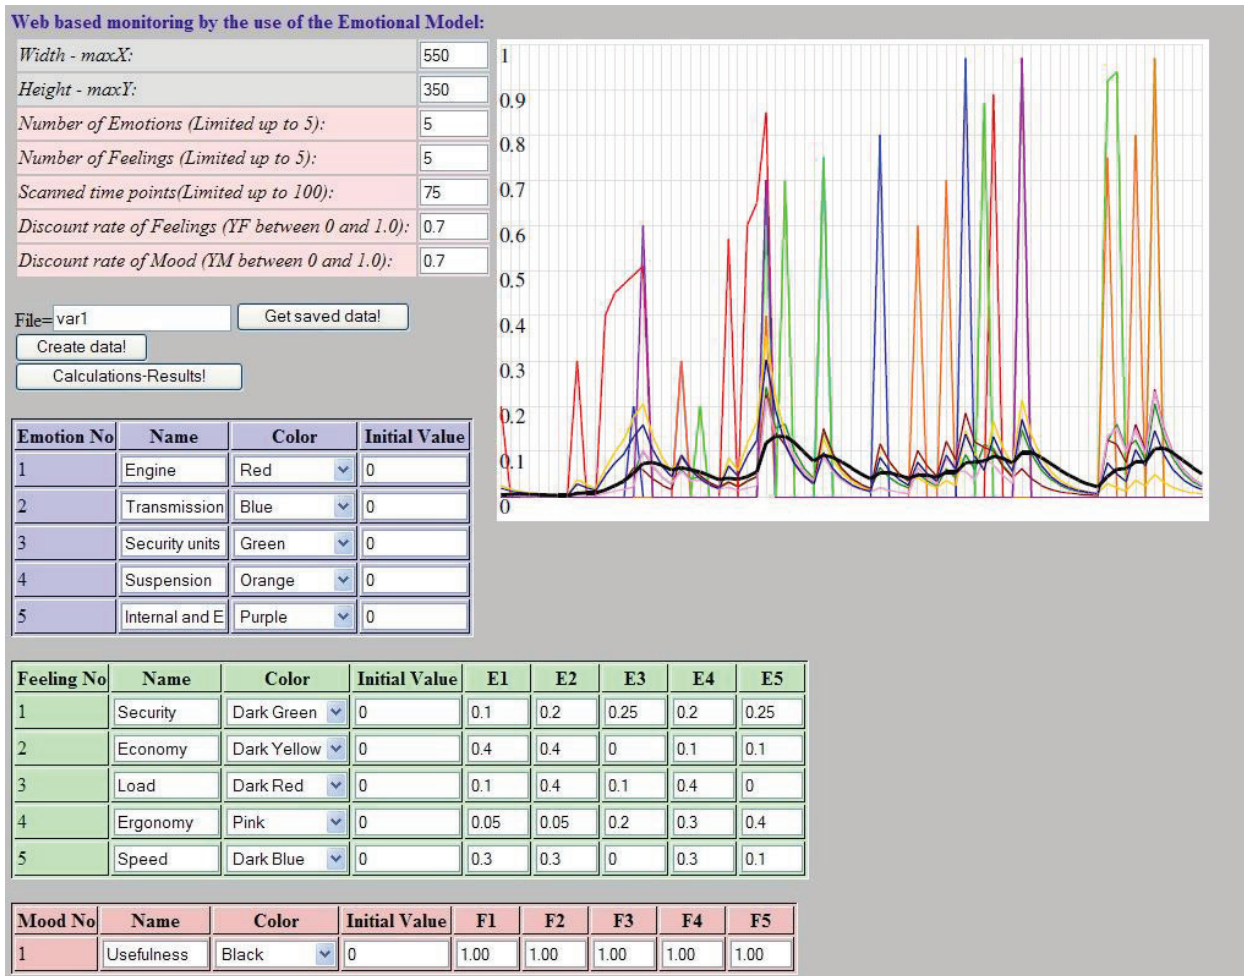 Web based monitoring by the use of the Emotional Model:
Width - maxX: 550
Height - maxY: 350
Number of Emotions (Limited up to 5): 5
Number of Feelings (Limited up to 5): 5
Scanned time points(Limited up to 100): 75
Discount rate of Feelings (YF between 0 and 1.0): 0.7
Discount rate of Mood (YM between 0 and 1.0): 0.7
File= var1 Get saved data!
Create data!
Calculations-Results!
1
0.9
0.8
0.7
0.6
0.5
0.4
0.3
0.2
0.1
0
Emotion No Name Color Initial Value
1 Engine Red 0
2 Transmission Blue 0
3 Security units Green 0
4 Suspension Orange 0
5 Internal and E Purple 0
Feeling No Name Color Initial Value E1 E2 E3 E4 E5
1 Security Dark Green 0 0.1 0.2 0.25 0.2 0.25
2 Economy Dark Yellow 0 0.4 0.4 0 0.1 0.1
3 Load Dark Red 0 0.1 0.4 0.1 0.4 0
4 Ergonomy Pink 0 0.05 0.05 0.2 0.3 0.4
5 Speed Dark Blue 0 0.3 0.3 0 0.3 0.1
Mood No Name Color Initial Value F1 F2 F3 F4 F5
1 Usefulness Black 0 1.00 1.00 1.00 1.00 1.00